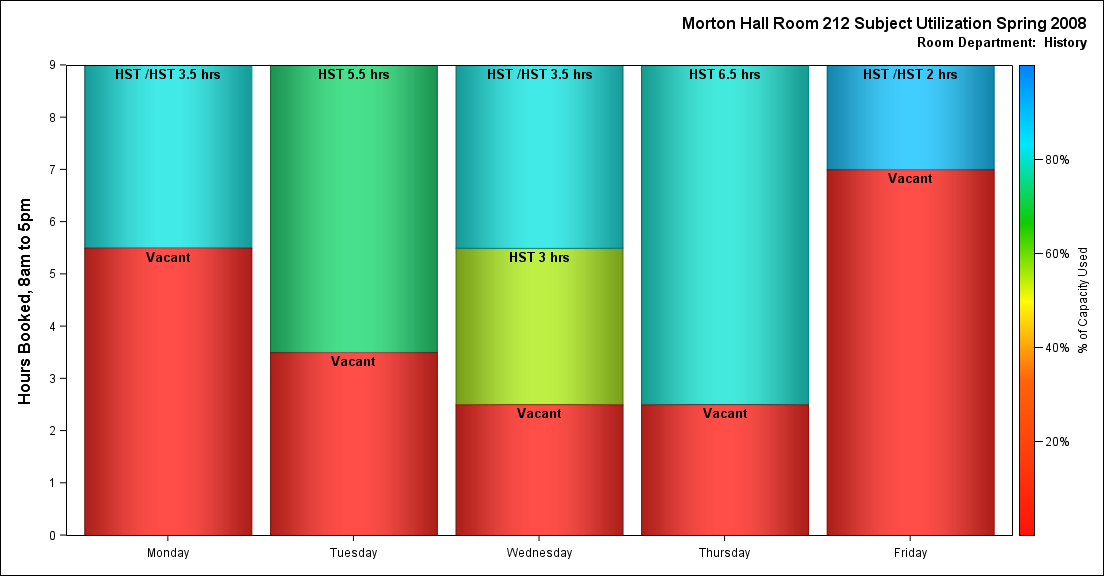 Morton Hall Room 212 Subject Utilization Spring 2008
Room Department: History
Hours Booked, 8am to 5pm
9
8
7
6
5
4
3
2
1
0
HST /HST 3.5 hrs
Vacant
HST 5.5 hrs
Vacant
HST /HST 3.5 hrs
HST 3 hrs
Vacant
HST 6.5 hrs
Vacant
HST /HST 2 hrs
Vacant
Monday
Tuesday
Wednesday
Thursday
Friday
80%
60%
40%
20%
% of Capacity Used